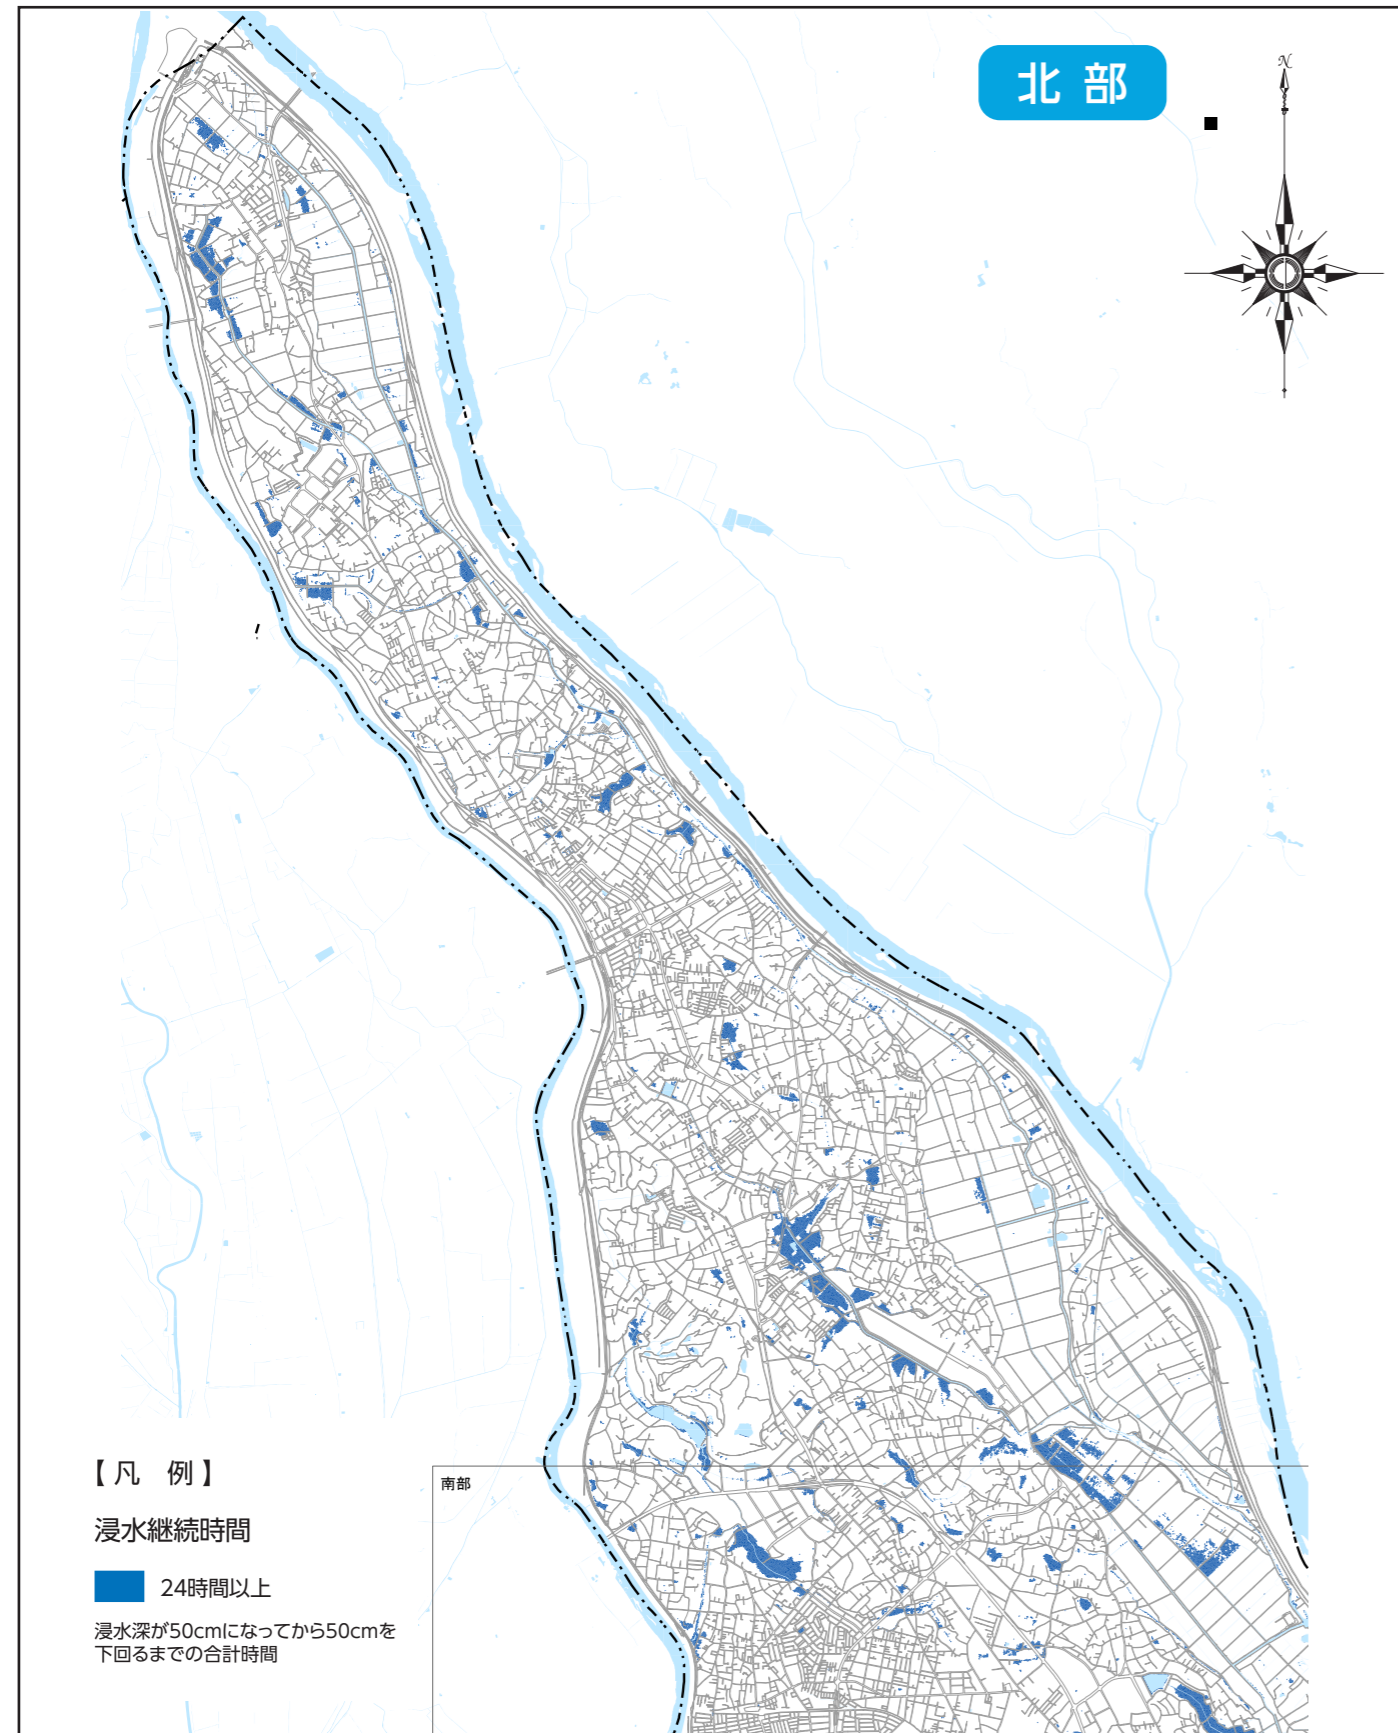 北部
N
南部
【凡 例】
浸水継続時間
24時間以上
浸水深が50cmになってから50cmを
下回るまでの合計時間